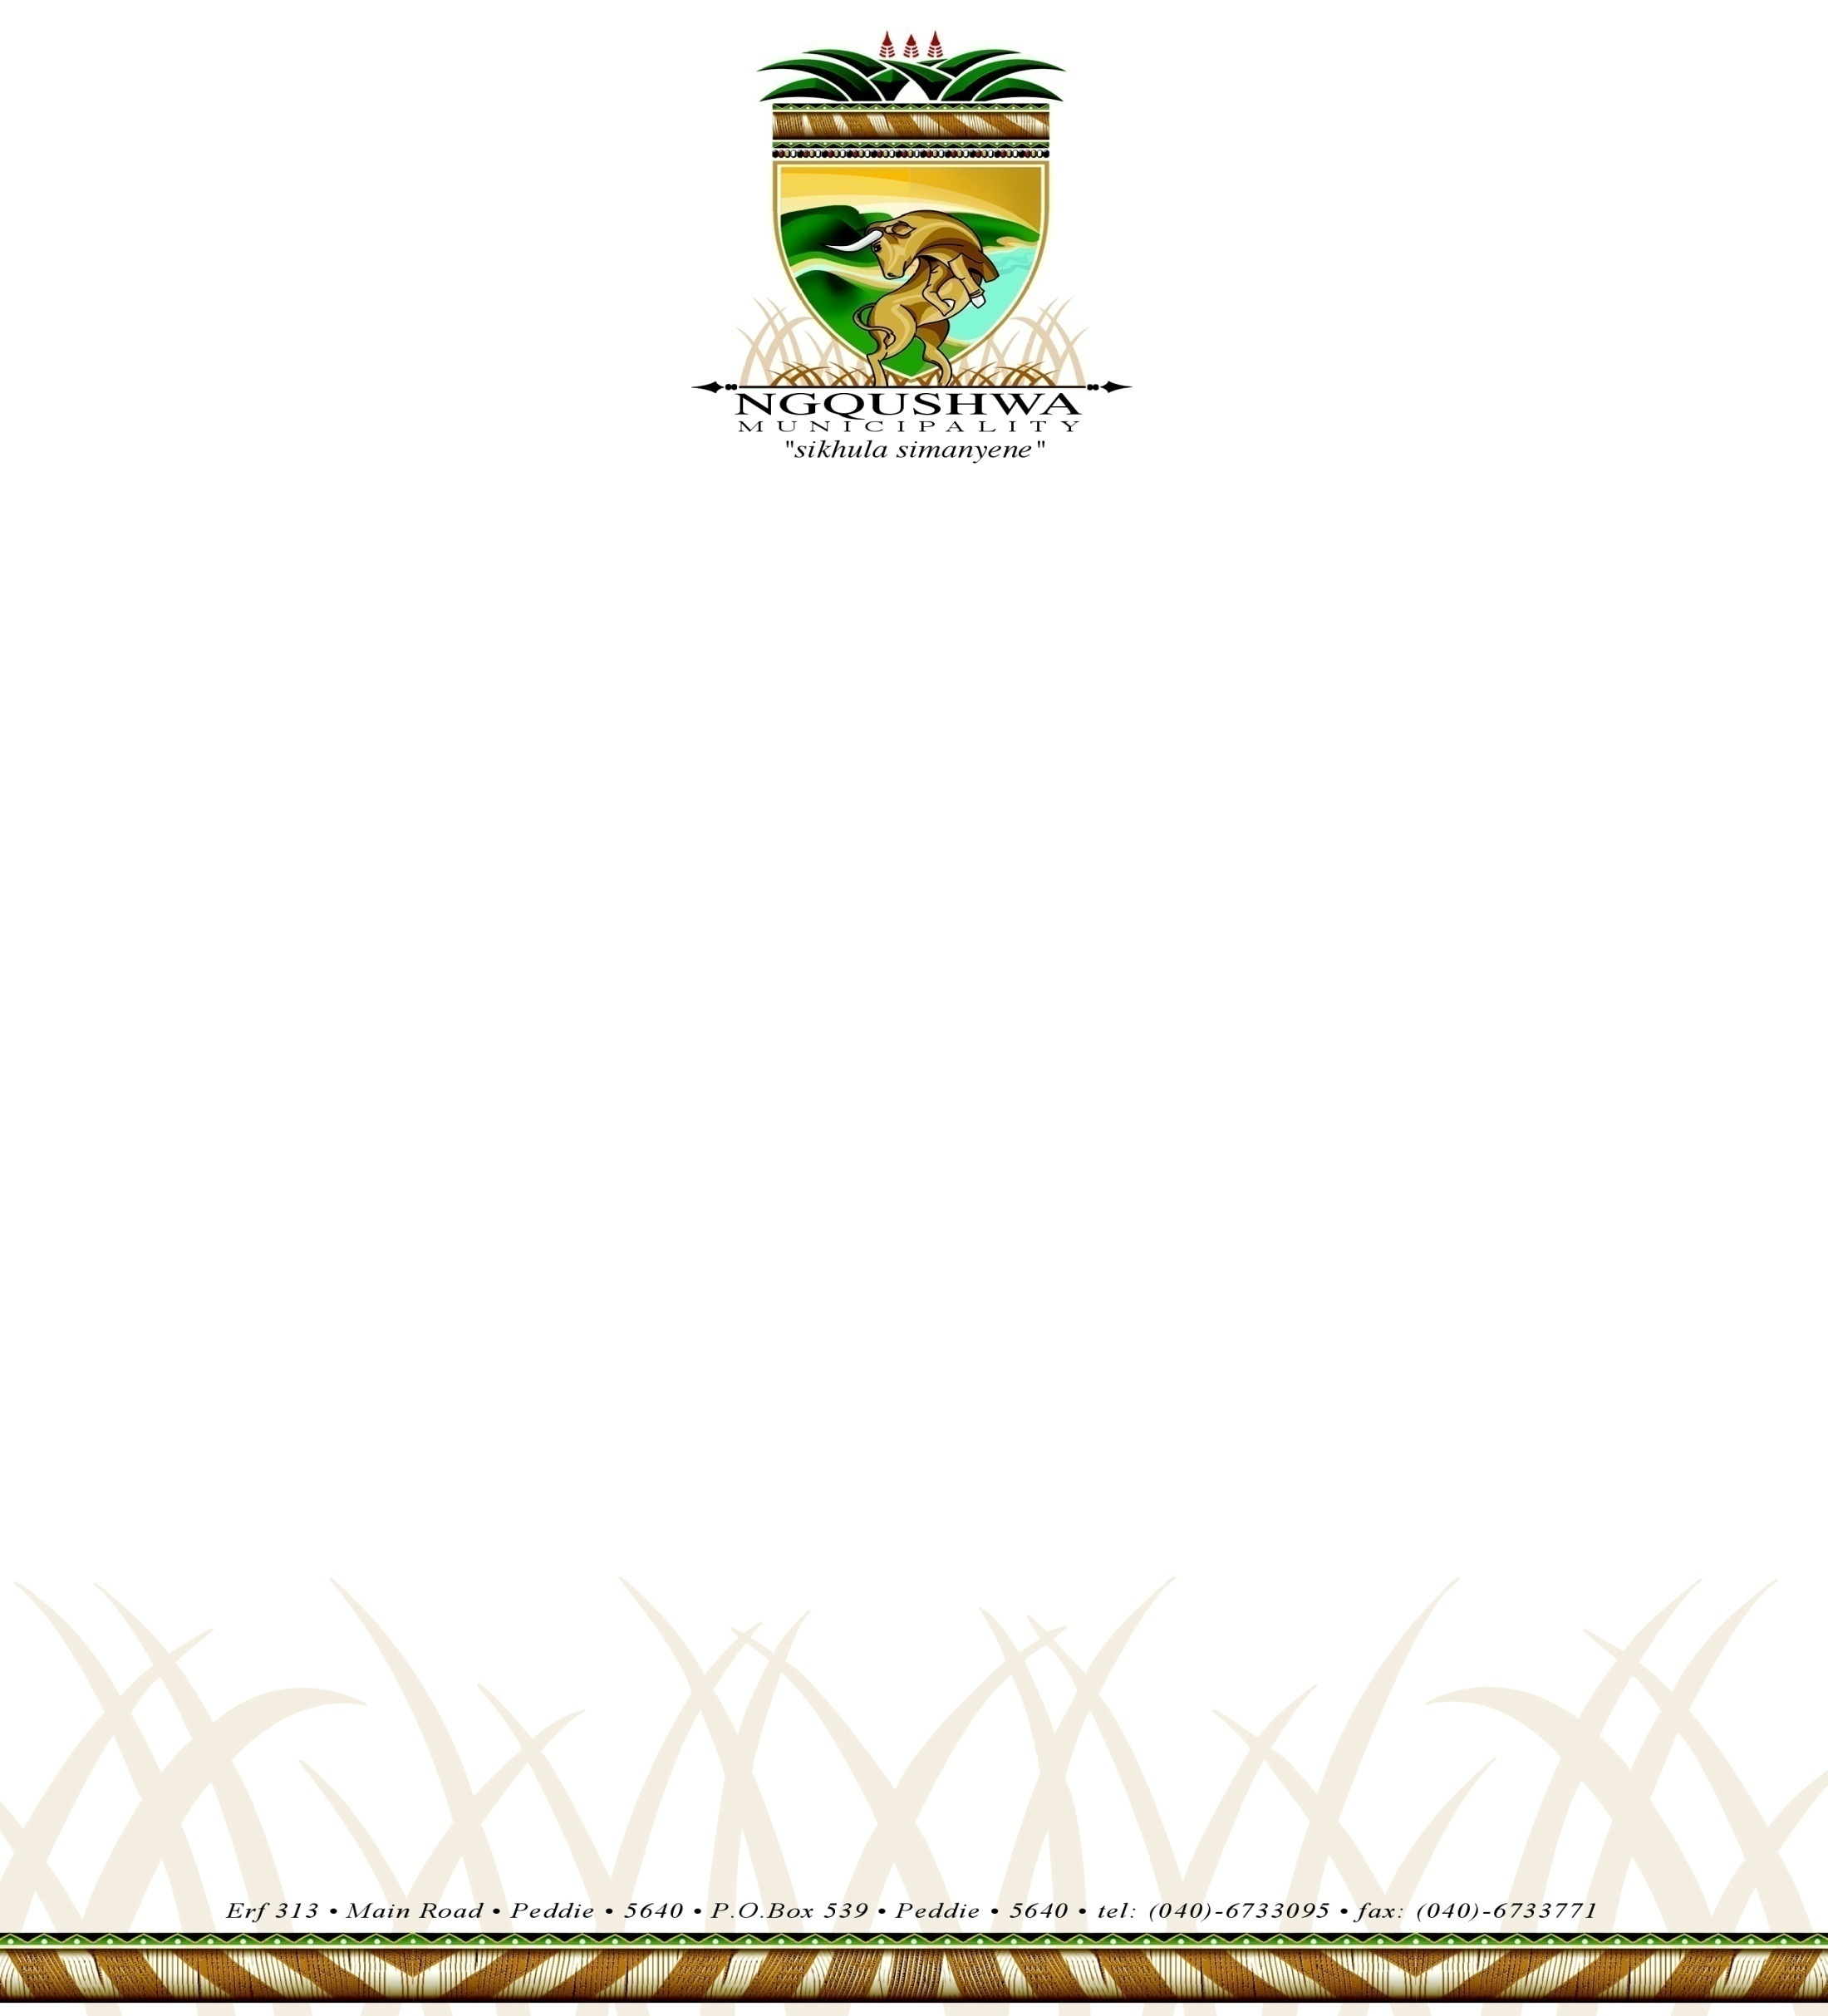 NGQUSHWA
MUNICIPALITY
"sikhula simanyene"
Erf 313 • Main Road • Peddie • 5640 • P.O.Box 539 • Peddie • 5640 • tel: (040)-6733095 • fax: (040)-6733771